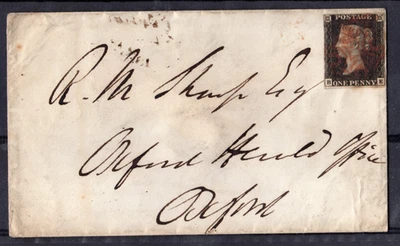 POSTAGE
ONE PENNY
R. M. Sharp Esq
Oxford Herald Office
Oxford